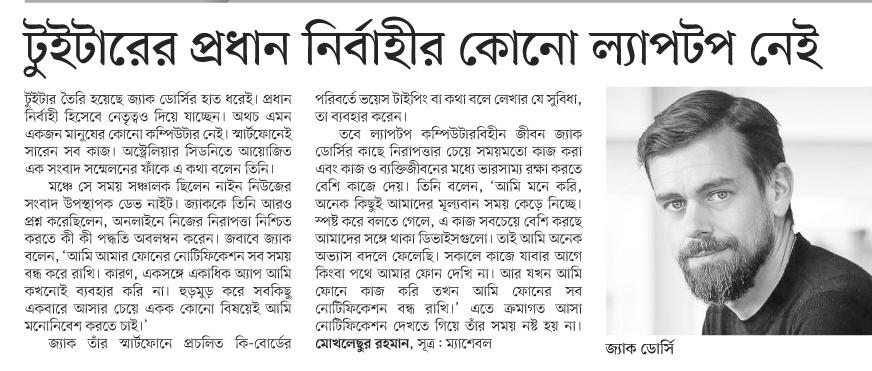 টুইটারের প্রধান নির্বাহীর কোনো ল্যাপটপ নেই
টুইটার তৈরি হয়েছে জ্যাক ডোর্সির হাত ধরেই। প্রধান
নির্বাহী হিসেবে নেতৃত্বও দিয়ে যাচ্ছেন। অথচ এমন
একজন মানুষের কোনো কম্পিউটার নেই। স্মার্টফোনেই
সারেন সব কাজ। অস্ট্রেলিয়ার সিডনিতে আয়োজিত
এক সংবাদ সম্মেলনের ফাঁকে এ কথা বলেন তিনি।
মঞ্চে সে সময় সঞ্চালক ছিলেন নাইন নিউজের
সংবাদ উপস্থাপক ডেভ নাইট। জ্যাককে তিনি আরও
প্রশ্ন করেছিলেন, অনলাইনে নিজের নিরাপত্তা নিশ্চিত
করতে কী কী পদ্ধতি অবলম্বন করেন। জবাবে জ্যাক
বলেন, ‘আমি আমার ফোনের নোটিফিকেশন সব সময়
বন্ধ করে রাখি। কারণ, একসঙ্গে একাধিক অ্যাপ আমি
কখনোই ব্যবহার করি না। হুড়মুড় করে সবকিছু
একবারে আসার চেয়ে একক কোনো বিষয়েই আমি
মনোনিবেশ করতে চাই।’
জ্যাক তাঁর স্মার্টফোনে প্রচলিত কি-বোর্ডের
পরিবর্তে ভয়েস টাইপিং বা কথা বলে লেখার যে সুবিধা,
তা ব্যবহার করেন।
তবে ল্যাপটপ কম্পিউটারবিহীন জীবন জ্যাক
ডোর্সির কাছে নিরাপত্তার চেয়ে সময়মতো কাজ করা
এবং কাজ ও ব্যক্তিজীবনের মধ্যে ভারসাম্য রক্ষা করতে
বেশি কাজে দেয়। তিনি বলেন, ‘আমি মনে করি,
অনেক কিছুই আমাদের মূল্যবান সময় কেড়ে নিচ্ছে।
স্পষ্ট করে বলতে গেলে, এ কাজ সবচেয়ে বেশি করছে
আমাদের সঙ্গে থাকা ডিভাইসগুলো। তাই আমি অনেক
অভ্যাস বদলে ফেলেছি। সকালে কাজে যাবার আগে
কিংবা পথে আমার ফোন দেখি না। আর যখন আমি
ফোনে কাজ করি তখন আমি ফোনের সব
নোটিফিকেশন বন্ধ রাখি।’ এতে ক্রমাগত আসা
নোটিফিকেশন দেখতে গিয়ে তাঁর সময় নষ্ট হয় না।
মোখলেছুর রহমান, সূত্র : ম্যাশেবল
জ্যাক ডোর্সি